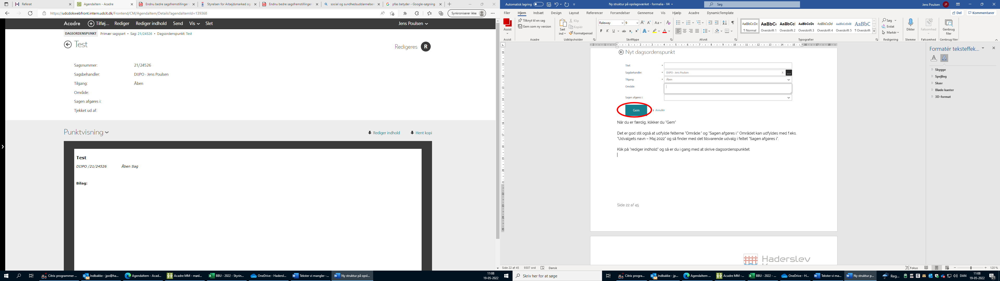 Referat
AgendaItem - Acadre
Endnu bedre sagsfremstillinger
Styrelsen for Arbejdsmarked og
Endnu bedre sagsfremstillinger
social og sundhedsuddannelsen
pfas betyder - Google-søgning
https://udcdokwebfront.intern.udcit.dk/Frontend/CM/AgendaItem/Details?agendaItemId=139368
Synkroniserer ikke
Acadre
Tilføj... Rediger Rediger indhold Send Vis Slet
Jens Poulsen
DAGSORDENSPUNKT Primær sagspart • Sag: 21/24526 • Dagsordenspunkt: Test
Test
Redigeres R
Sagsnummer: 21/24526
Sagsbehandler: DIJPO - Jens Poulsen
Tilgang: Åben
Område:
Sagen afgøres i:
Tjekket ud af:
Punktvisning
Rediger indhold Hent kopi
Test
DIJPO /21/24526 Åben Sag
Bilag:
Citrix programmer ...
Indbakke - jpo@ha...
AgendaItem - Acad...
Acadre MM - mød...
BBU - 2022 - Styrin...
OneDrive - Hadersl...
Tekster vi mangler -...
Ny struktur på opsl...
11:08
19-05-2022
Automatisk lagring
Ny struktur på opslagsværket - formalia - V4
Søg
Jens Poulsen JP
Filer Hjem Indsæt Design Layout Referencer Forsendelser Gennemse Vis Hjælp Acadre DynamicTemplate
Del Kommentarer
Assist
Assist
Tilknyt til en sag
Gem som ny version
Acadre
Sæt ind
Klip
Kopiér
Formatpensel
Udklipsholder
Raleway 9
F K U
Skrifttype
Afsnit
AaBbCcDc ¶ Normal
AaBbCc Overskrift 1
AaBbCcI Overskrift 2
AaBbCcDc Overskrift 3
AaBbCcDd Overskrift 4
AaBbCcDdE Overskrift 5
AaBbC ¶ Overskrift
Typografier
Søg
Erstat
Markér
Redigering
Dikter
Stemme
Følsomhed
Følsomhed
Genbrug filer
Genbrug filer
Nyt dagsordenspunkt
Titel: *
Sagsbehandler: * DIJPO - Jens Poulsen X ...
Tilgang: * Åben
Område:
Sagen afgøres i:
Gem Annullér
Når du er færdig, klikker du "Gem"
Det er god stil også at udfylde felterne "Område:" og "Sagen afgøres i:" Området kan udfyldes med f.eks.
"Udvalgets navn – Maj 2022" og så finder med det tilsvarende udvalg i feltet "Sagen afgøres i".
Klik på "rediger indhold" og så er du i gang med at skrive dagsordenspunktet.
Side 22 af 45
Haderslev
Formatér teksteffek...
Skygge
Spejling
Skær
Bløde kanter
3D-format
Side 22 af 45 9307 ord Dansk
Fokus
120 %
Skriv her for at søge
Citrix progra...
Indbakke - jp...
AgendaItem ...
Acadre MM -...
BBU - 2022 - ...
OneDrive - H...
Tekster vi ma...
Ny struktur p...
Reg...
DAN
11:08
19-05-2022